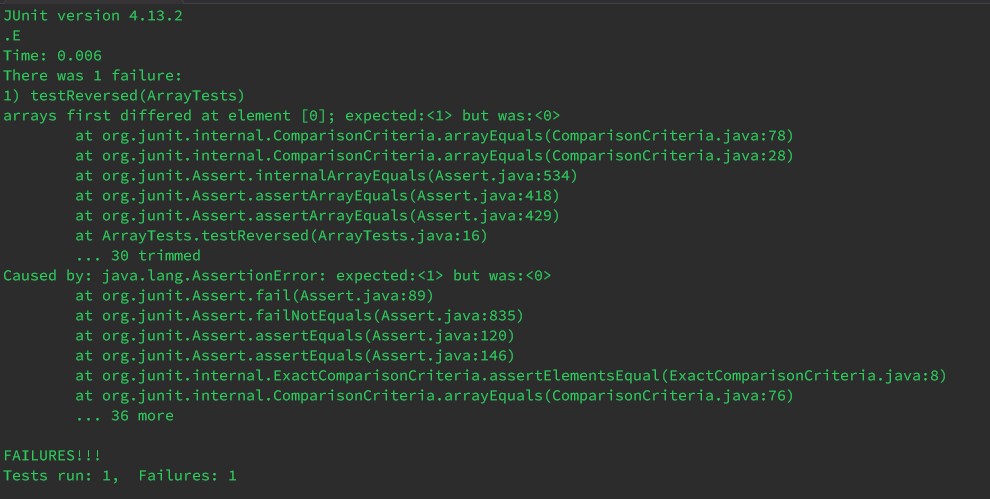 JUnit version 4.13.2
.E
Time: 0.006
There was 1 failure:
1) testReversed(ArrayTests)
arrays first differed at element [0]; expected:<1> but was:<0>
        at org.junit.internal.ComparisonCriteria.arrayEquals(ComparisonCriteria.java:78)
        at org.junit.internal.ComparisonCriteria.arrayEquals(ComparisonCriteria.java:28)
        at org.junit.Assert.internalArrayEquals(Assert.java:534)
        at org.junit.Assert.assertArrayEquals(Assert.java:418)
        at org.junit.Assert.assertArrayEquals(Assert.java:429)
        at ArrayTests.testReversed(ArrayTests.java:16)
        ... 30 trimmed
Caused by: java.lang.AssertionError: expected:<1> but was:<0>
        at org.junit.Assert.fail(Assert.java:89)
        at org.junit.Assert.failNotEquals(Assert.java:835)
        at org.junit.Assert.assertEquals(Assert.java:120)
        at org.junit.Assert.assertEquals(Assert.java:146)
        at org.junit.internal.ExactComparisonCriteria.assertElementsEqual(ExactComparisonCriteria.java:8)
        at org.junit.internal.ComparisonCriteria.arrayEquals(ComparisonCriteria.java:76)
        ... 36 more

FAILURES!!!
Tests run: 1,  Failures: 1